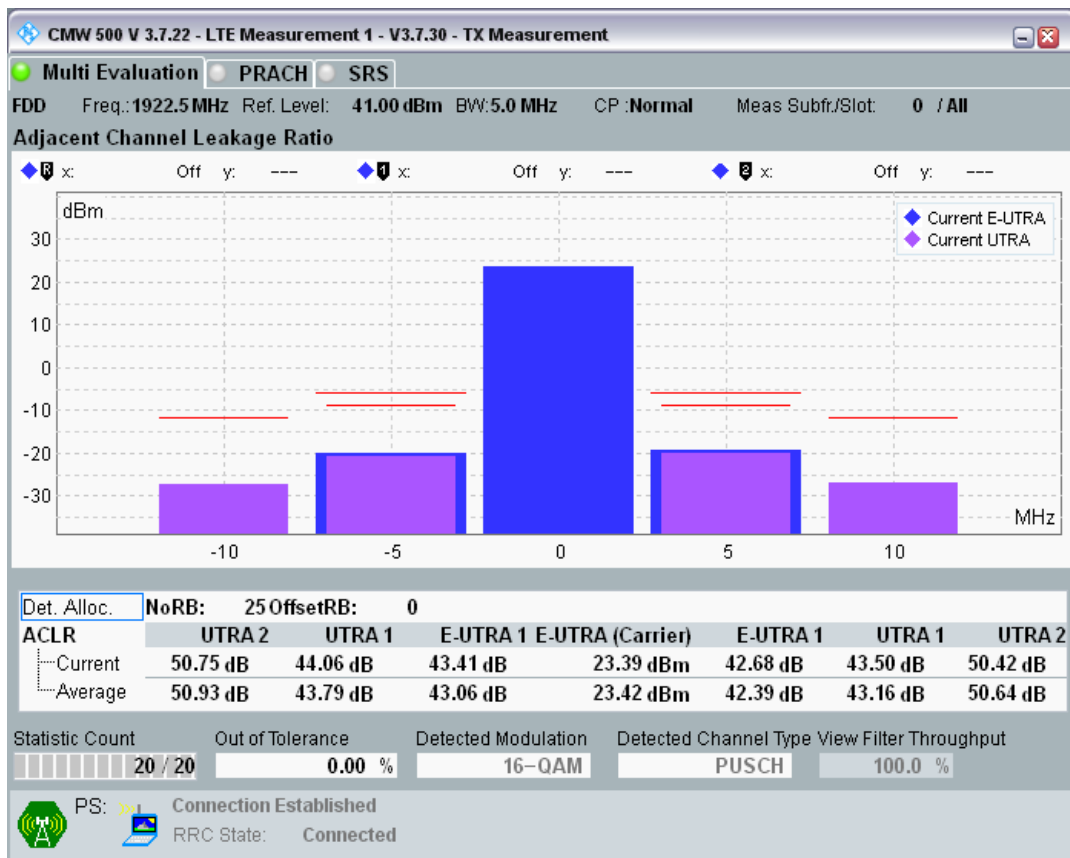 CMW 500 V 3.7.22 - LTE Measurement 1 - V3.7.30 - TX Measurement
Multi Evaluation PRACH SRS
FDD Freq.: 1922.5 MHz Ref. Level: 41.00 dBm BW: 5.0 MHz CP : Normal Meas Subfr./Slot: 0 / All
Adjacent Channel Leakage Ratio
R x: Off y: --- 1 x: Off y: --- 2 x: Off y: ---
dBm
Current E-UTRA
Current UTRA
30
20
10
0
-10
-20
-30
MHz
-10 -5 0 5 10
Det. Alloc. NoRB: 25 OffsetRB: 0
ACLR UTRA 2 UTRA 1 E-UTRA 1 E-UTRA (Carrier) E-UTRA 1 UTRA 1 UTRA 2
Current 50.75 dB 44.06 dB 43.41 dB 23.39 dBm 42.68 dB 43.50 dB 50.42 dB
Average 50.93 dB 43.79 dB 43.06 dB 23.42 dBm 42.39 dB 43.16 dB 50.64 dB
Statistic Count Out of Tolerance Detected Modulation Detected Channel Type View Filter Throughput
20 / 20 0.00 % 16-QAM PUSCH 100.0 %
PS: Connection Established
RRC State: Connected